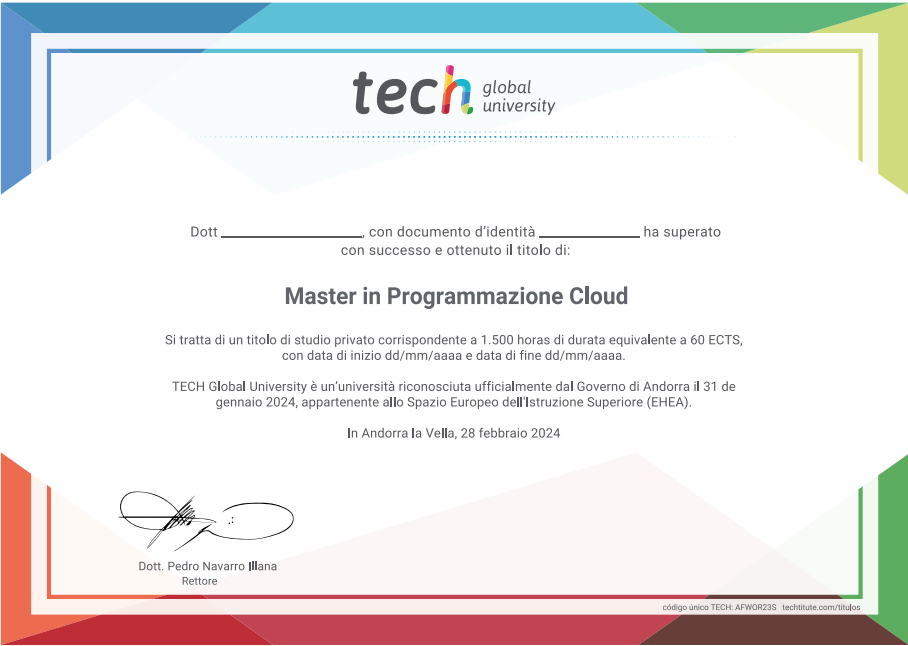 tech global university
Dott ____________________, con documento d'identità ______________ ha superato
con successo e ottenuto il titolo di:
Master in Programmazione Cloud
Si tratta di un titolo di studio privato corrispondente a 1.500 horas di durata equivalente a 60 ECTS,
con data di inizio dd/mm/aaaa e data di fine dd/mm/aaaa.
TECH Global University è un'università riconosciuta ufficialmente dal Governo di Andorra il 31 de
gennaio 2024, appartenente allo Spazio Europeo dell'Istruzione Superiore (EHEA).
In Andorra la Vella, 28 febbraio 2024
Dott. Pedro Navarro Illana
Rettore
código único TECH: AFWOR23S techtitute.com/titulos